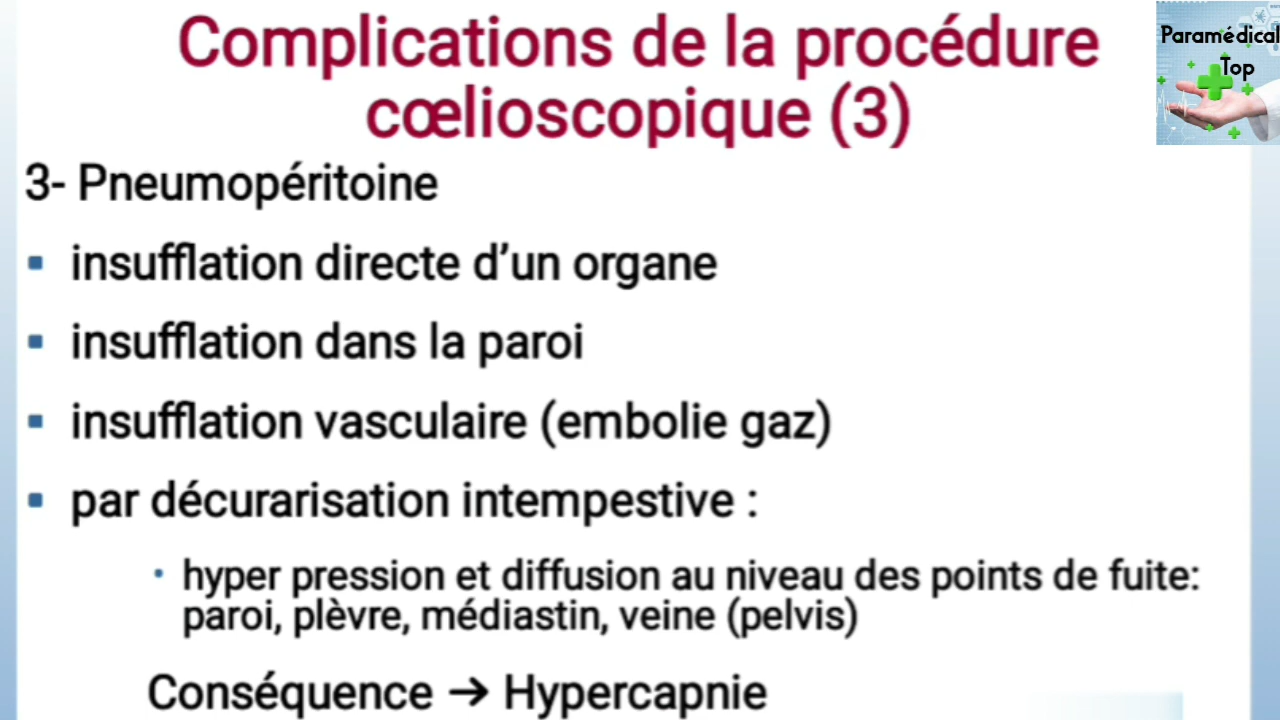 Complications de la procédure
cœlioscopique (3)
Paramédical
Top
3- Pneumopéritoine
▪ insufflation directe d’un organe
▪ insufflation dans la paroi
▪ insufflation vasculaire (embolie gaz)
▪ par décurarisation intempestive :
• hyper pression et diffusion au niveau des points de fuite:
paroi, plèvre, médiastin, veine (pelvis)
Conséquence → Hypercapnie